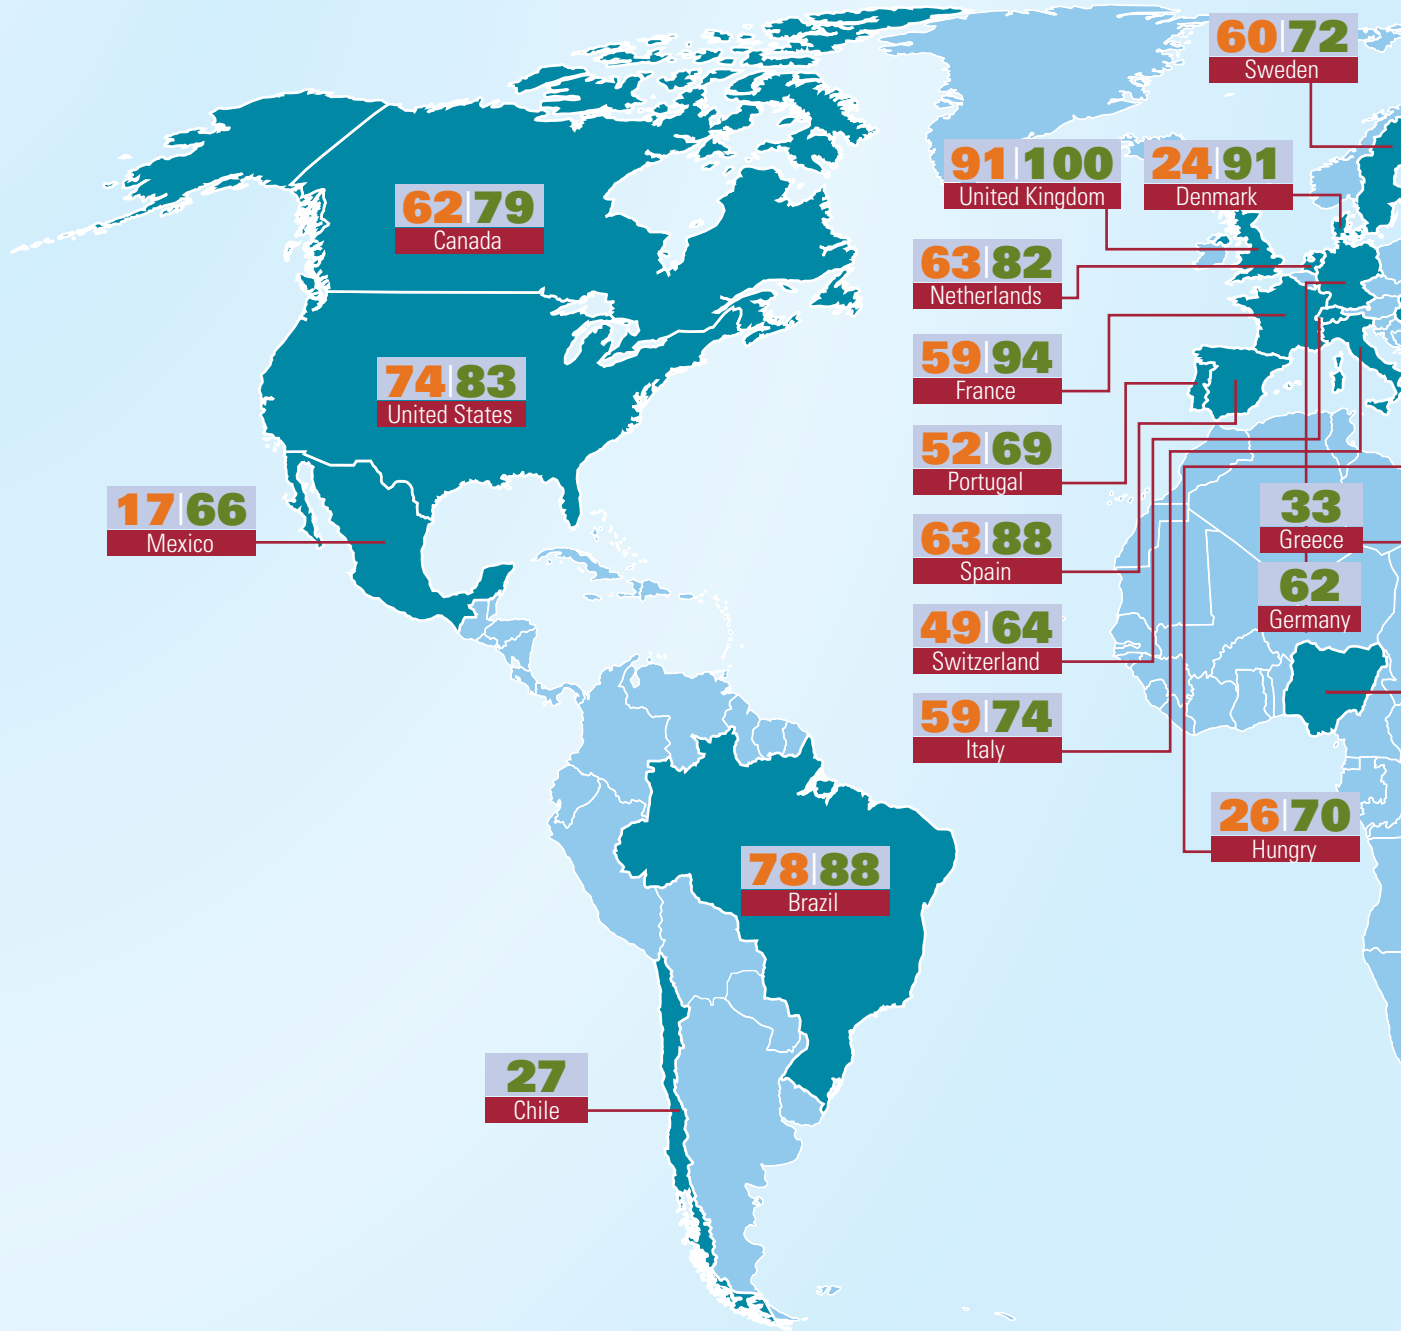 60|72
Sweden
91|100
United Kingdom
24|91
Denmark
62|79
Canada
63|82
Netherlands
59|94
France
74|83
United States
52|69
Portugal
17|66
Mexico
33
Greece
63|88
Spain
62
Germany
49|64
Switzerland
59|74
Italy
26|70
Hungry
78|88
Brazil
27
Chile